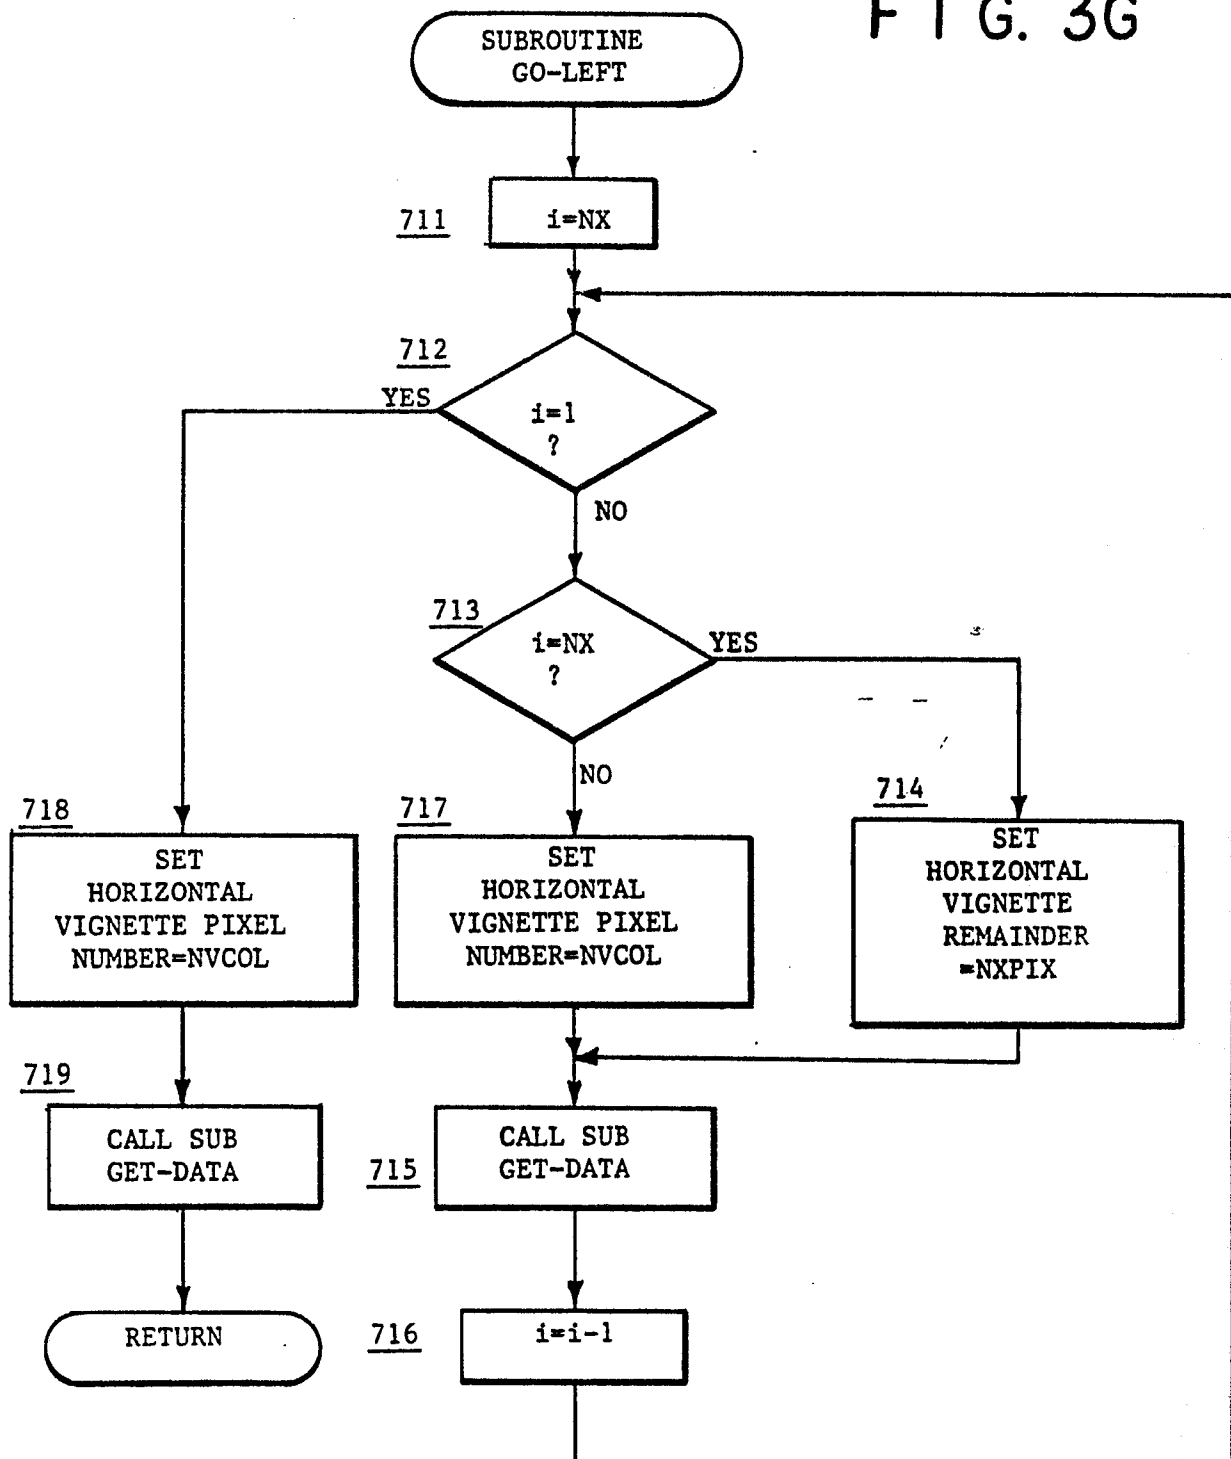 FIG. 3G
SUBROUTINE
GO-LEFT
711
i=NX
712
YES
i=1
?
NO
713
i=NX
?
YES
NO
718
SET
HORIZONTAL
VIGNETTE PIXEL
NUMBER=NVCOL
717
SET
HORIZONTAL
VIGNETTE PIXEL
NUMBER=NVCOL
714
SET
HORIZONTAL
VIGNETTE
REMAINDER
=NXPIX
719
CALL SUB
GET-DATA
715
CALL SUB
GET-DATA
RETURN
716
i=i-1